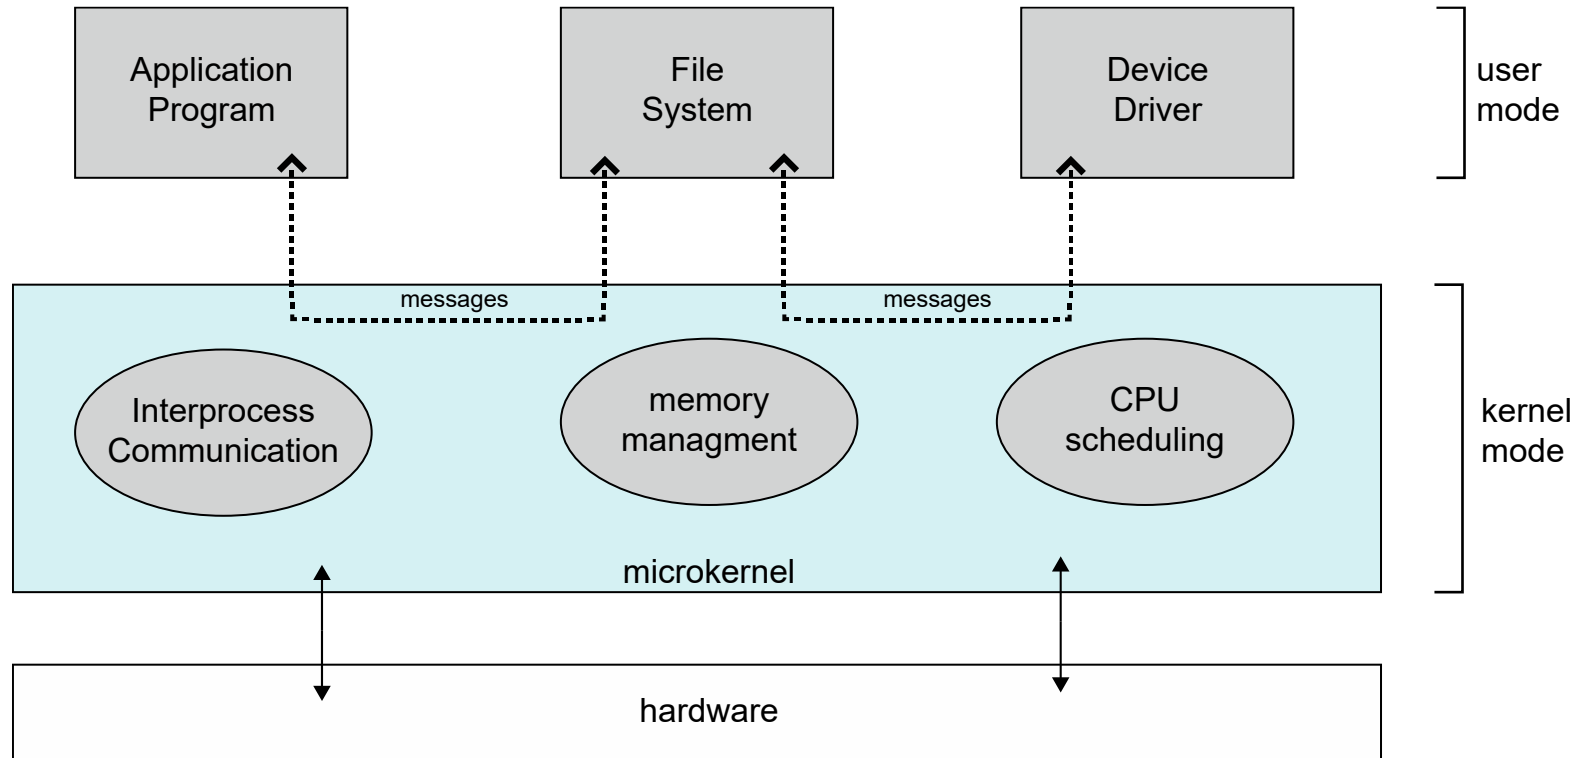 Application
Program
File
System
Device
Driver
user
mode
messages
messages
Interprocess
Communication
memory
managment
CPU
scheduling
kernel
mode
microkernel
hardware